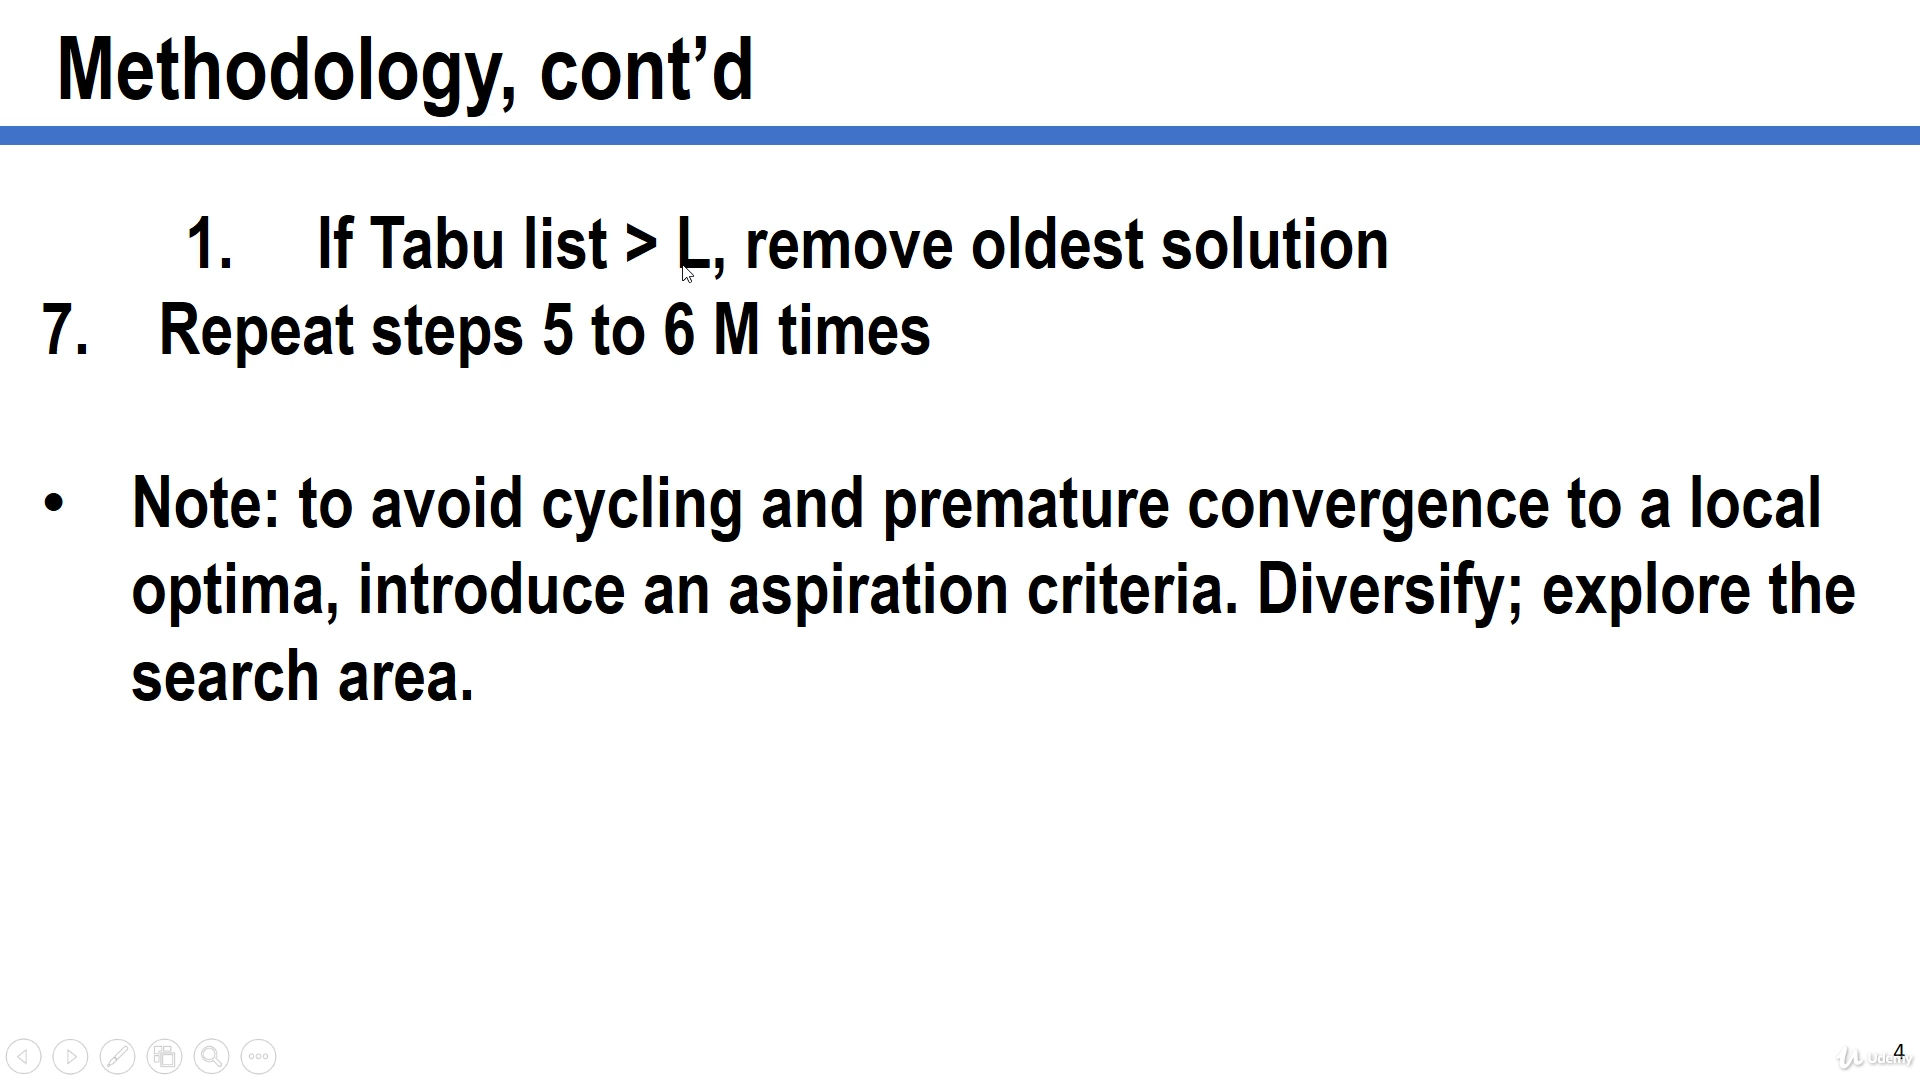 Methodology, cont’d
1. If Tabu list > L, remove oldest solution
7. Repeat steps 5 to 6 M times
• Note: to avoid cycling and premature convergence to a local
optima, introduce an aspiration criteria. Diversify; explore the
search area.
4
Udemy